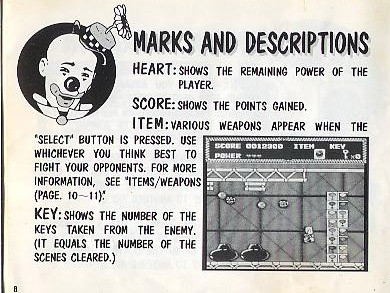 MARKS AND DESCRIPTIONS
HEART: SHOWS THE REMAINING POWER OF THE
PLAYER.
SCORE: SHOWS THE POINTS GAINED.
ITEM: VARIOUS WEAPONS APPEAR WHEN THE
"SELECT" BUTTON IS PRESSED. USE
WHICHEVER YOU THINK BEST TO
FIGHT YOUR OPPONENTS. FOR MORE
INFORMATION, SEE "ITEMS/WEAPONS
(PAGE. 10~11)."
KEY: SHOWS THE NUMBER OF THE
KEYS TAKEN FROM THE ENEMY.
(IT EQUALS THE NUMBER OF THE
SCENES CLEARED.)
SCORE 0012900 ITEM KEY
POWER x0
8